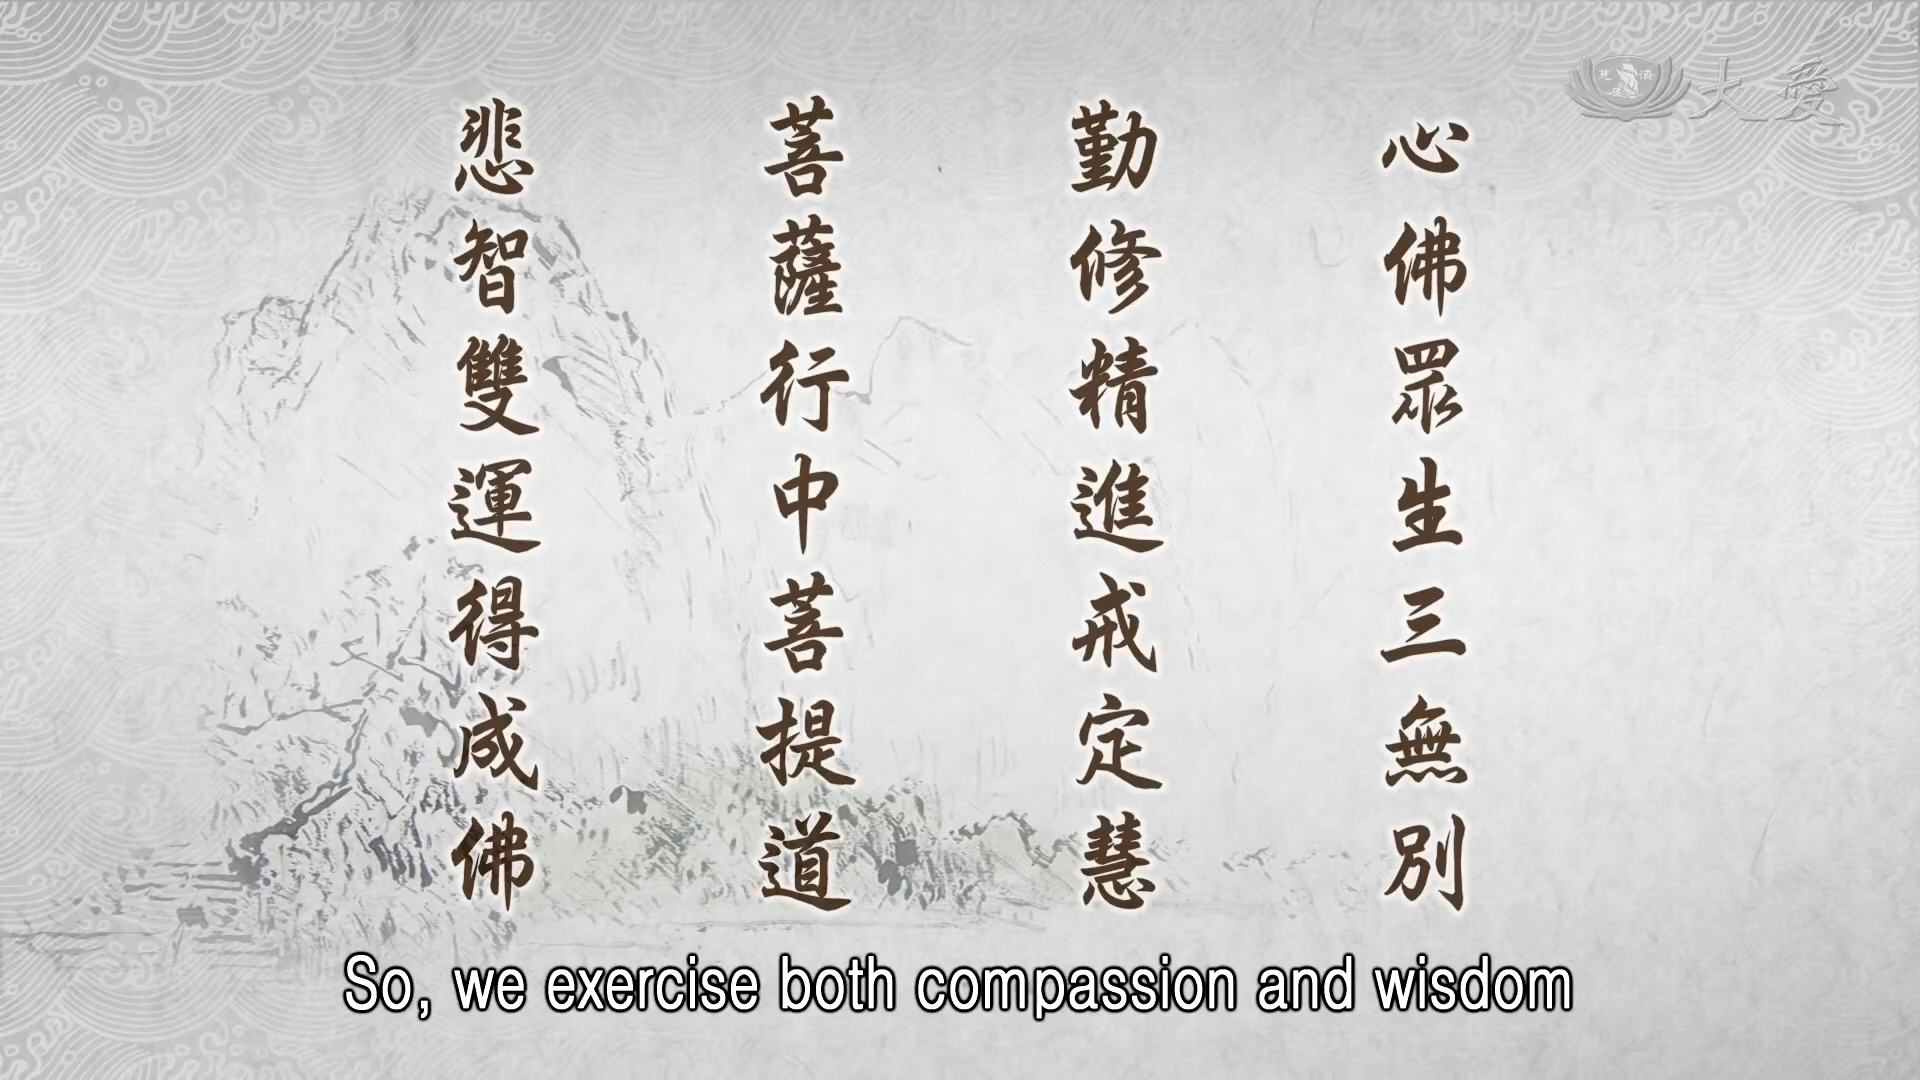 大愛
心佛眾生三無別
勤修精進戒定慧
菩薩行中菩提道
悲智雙運得成佛
So, we exercise both compassion and wisdom